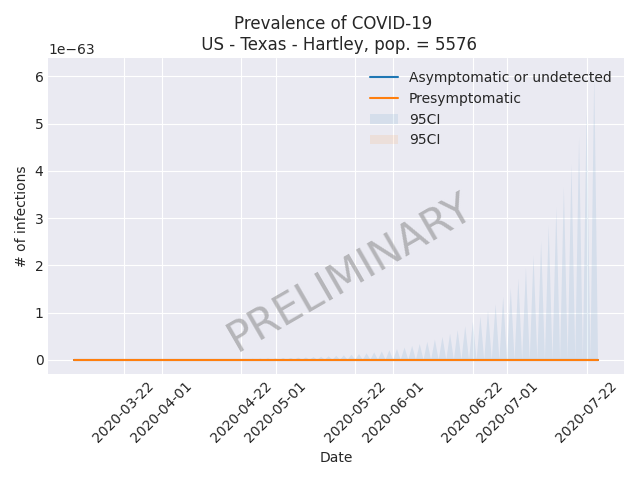 Prevalence of COVID-19
US - Texas - Hartley, pop. = 5576
1e−63
6
5
4
3
2
1
0
# of infections
Asymptomatic or undetected
Presymptomatic
95CI
95CI
PRELIMINARY
2020-03-22
2020-04-01
2020-04-22
2020-05-01
2020-05-22
2020-06-01
2020-06-22
2020-07-01
2020-07-22
Date